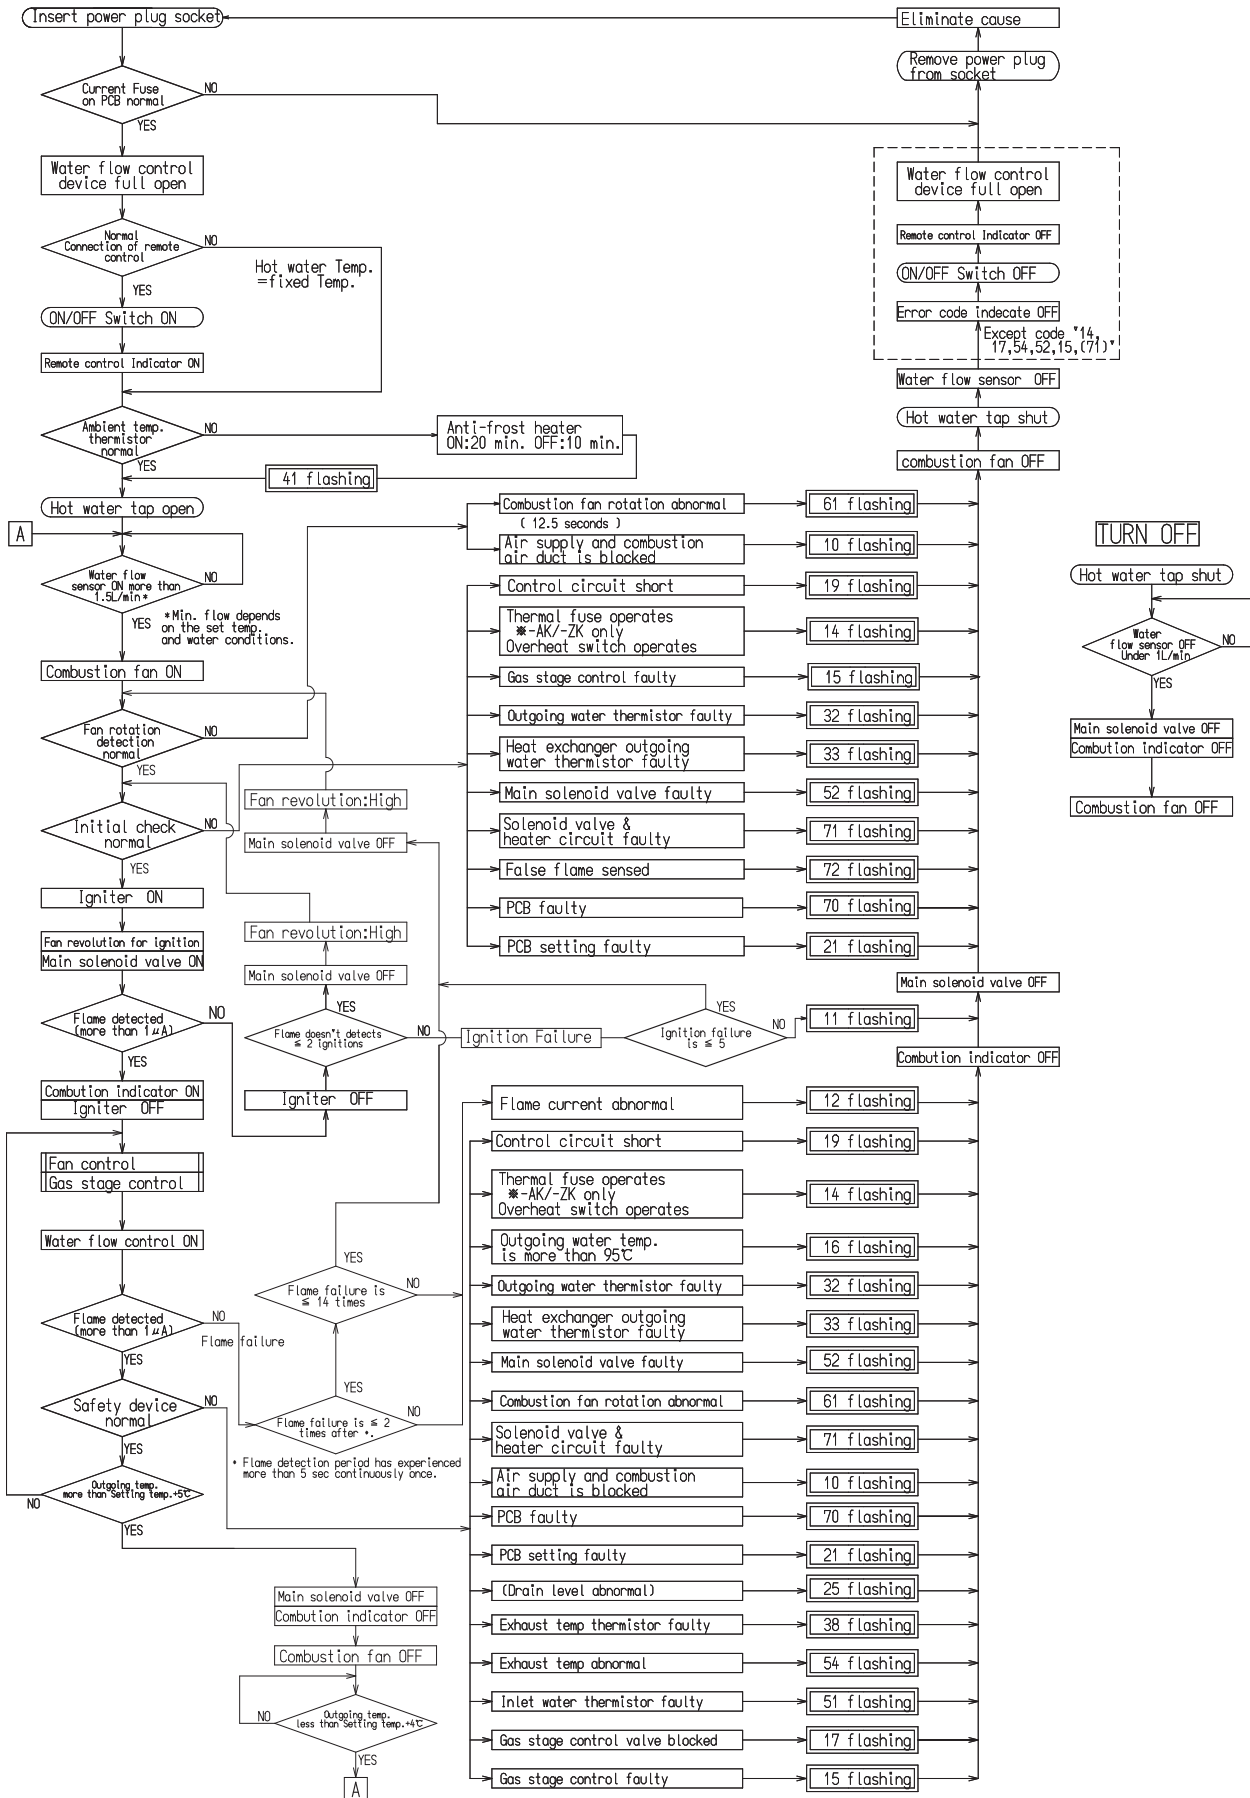 Insert power plug socket
Current Fuse
on PCB normal
NO
YES
Water flow control
device full open
Normal
Connection of remote
control
NO
YES
Hot water Temp.
=fixed Temp.
ON/OFF Switch ON
Remote control Indicator ON
Ambient temp.
thermistor
normal
NO
YES
Anti-frost heater
ON:20 min. OFF:10 min.
41 flashing
Hot water tap open
A
Water flow
sensor ON more than
1.5L/min*
NO
YES
*Min. flow depends
on the set temp.
and water conditions.
Combustion fan ON
Fan rotation
detection
normal
NO
YES
Initial check
normal
NO
YES
Igniter ON
Fan revolution for ignition
Main solenoid valve ON
Flame detected
(more than 1μA)
NO
YES
Combution indicator ON
Igniter OFF
Fan control
Gas stage control
Water flow control ON
Flame detected
(more than 1μA)
NO
Flame failure
YES
Safety device
normal
NO
YES
Outgoing temp.
more than Setting temp.+5℃
NO
YES
Fan revolution:High
Main solenoid valve OFF
Fan revolution:High
Main solenoid valve OFF
YES
Flame doesn"t detects
≦ 2 ignitions
NO
Igniter OFF
Ignition Failure
YES
Ignition failure
is ≦ 5
NO
YES
Flame failure is
≦ 14 times
NO
YES
Flame failure is ≦ 2
times after *.
NO
* Flame detection period has experienced
more than 5 sec continuously once.
Main solenoid valve OFF
Combution indicator OFF
Combustion fan OFF
Outgoing temp.
less than Setting temp.+4℃
NO
YES
A
Combustion fan rotation abnormal
( 12.5 seconds )
61 flashing
Air supply and combustion
air duct is blocked
10 flashing
Control circuit short
19 flashing
Thermal fuse operates
※-AK/-ZK only
Overheat switch operates
14 flashing
Gas stage control faulty
15 flashing
Outgoing water thermistor faulty
32 flashing
Heat exchanger outgoing
water thermistor faulty
33 flashing
Main solenoid valve faulty
52 flashing
Solenoid valve &
heater circuit faulty
71 flashing
False flame sensed
72 flashing
PCB faulty
70 flashing
PCB setting faulty
21 flashing
11 flashing
Flame current abnormal
12 flashing
Control circuit short
19 flashing
Thermal fuse operates
※-AK/-ZK only
Overheat switch operates
14 flashing
Outgoing water temp.
is more than 95℃
16 flashing
Outgoing water thermistor faulty
32 flashing
Heat exchanger outgoing
water thermistor faulty
33 flashing
Main solenoid valve faulty
52 flashing
Combustion fan rotation abnormal
61 flashing
Solenoid valve &
heater circuit faulty
71 flashing
Air supply and combustion
air duct is blocked
10 flashing
PCB faulty
70 flashing
PCB setting faulty
21 flashing
(Drain level abnormal)
25 flashing
Exhaust temp thermistor faulty
38 flashing
Exhaust temp abnormal
54 flashing
Inlet water thermistor faulty
51 flashing
Gas stage control valve blocked
17 flashing
Gas stage control faulty
15 flashing
Eliminate cause
Remove power plug
from socket
Water flow control
device full open
Remote control Indicator OFF
ON/OFF Switch OFF
Error code indecate OFF
Except code "14,
17,54,52,15,(71)"
Water flow sensor OFF
Hot water tap shut
combustion fan OFF
Main solenoid valve OFF
Combution indicator OFF
TURN OFF
Hot water tap shut
Water
flow sensor OFF
Under 1L/min
NO
YES
Main solenoid valve OFF
Combution indicator OFF
Combustion fan OFF